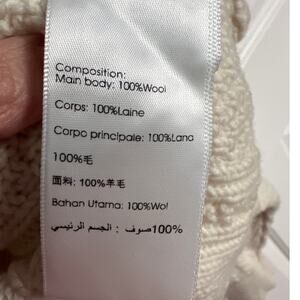 Composition:
Main body: 100%Wool
Corps: 100%Laine
Corpo principale: 100%Lana
100%毛
面料: 100%羊毛
Bahan Utama: 100%Wol
100%صوف : الجسم الرئيسي